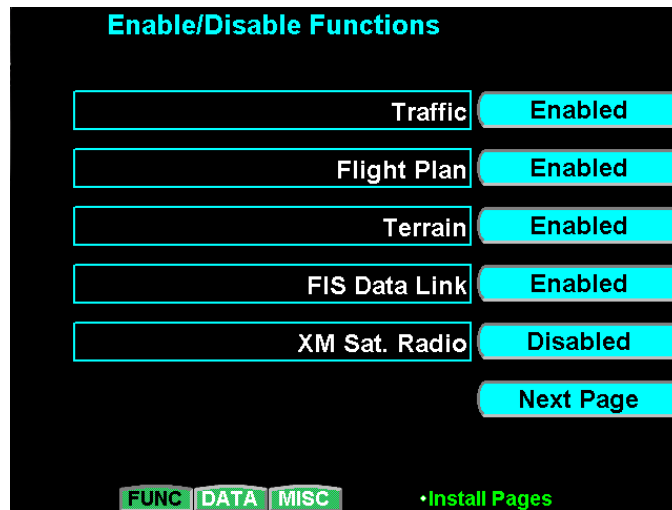 Enable/Disable Functions
Traffic Enabled
Flight Plan Enabled
Terrain Enabled
FIS Data Link Enabled
XM Sat. Radio Disabled
Next Page
FUNC DATA MISC •Install Pages